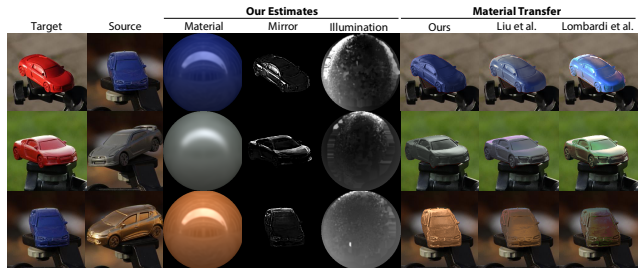 Our Estimates Material Transfer
Target Source Material Mirror Illumination Ours Liu et al. Lombardi et al.